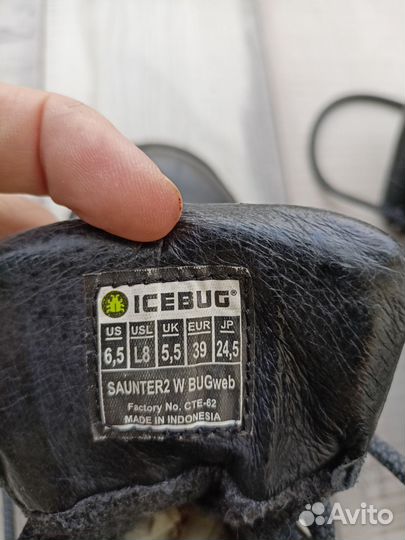 ICEBUG®
US USL UK EUR JP
6,5 L8 5,5 39 24,5
SAUNTER2 W BUGweb
Factory No. CTE-62
MADE IN INDONESIA
Avito